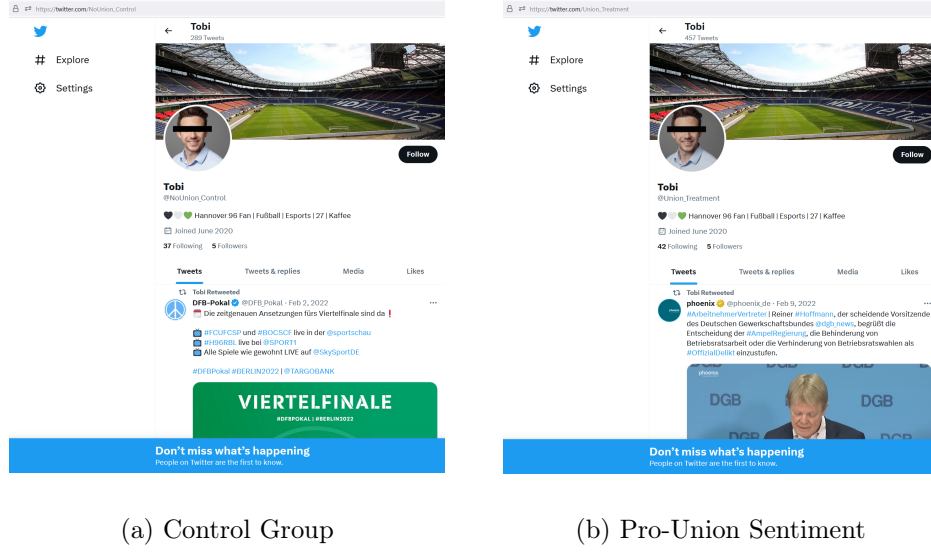 https://twitter.com/NoUnion_Control
Explore
Settings
Tobi
289 Tweets
HDI Arena
Follow
Tobi
@NoUnion_Control
Hannover 96 Fan | Fußball | Esports | 27 | Kaffee
Joined June 2020
37 Following 5 Followers
Tweets Tweets & replies Media Likes
Tobi Retweeted
DFB-Pokal @DFB_Pokal · Feb 2, 2022
Die zeitgenauen Ansetzungen fürs Viertelfinale sind da !
#FCUFCSP und #BOCSCF live in der @sportschau
#H96RBL live bei @SPORT1
Alle Spiele wie gewohnt LIVE auf @SkySportDE
#DFBPokal #BERLIN2022 | @TARGOBANK
VIERTELFINALE
#DFBPOKAL | #BERLIN2022
Don't miss what's happening
People on Twitter are the first to know.
(a) Control Group
https://twitter.com/Union_Treatment
Explore
Settings
Tobi
457 Tweets
HDI Arena
Follow
Tobi
@Union_Treatment
Hannover 96 Fan | Fußball | Esports | 27 | Kaffee
Joined June 2020
42 Following 5 Followers
Tweets Tweets & replies Media Likes
Tobi Retweeted
phoenix @phoenix_de · Feb 9, 2022
#ArbeitnehmerVertreter | Reiner #Hoffmann, der scheidende Vorsitzende
des Deutschen Gewerkschaftsbundes @dgb_news, begrüßt die
Entscheidung der #AmpelRegierung, die Behinderung von
Betriebsratsarbeit oder die Verhinderung von Betriebsratswahlen als
#OffizialDelikt einzustufen.
phoenix
DGB
DGB
DGB
DGB
Don't miss what's happening
People on Twitter are the first to know.
(b) Pro-Union Sentiment